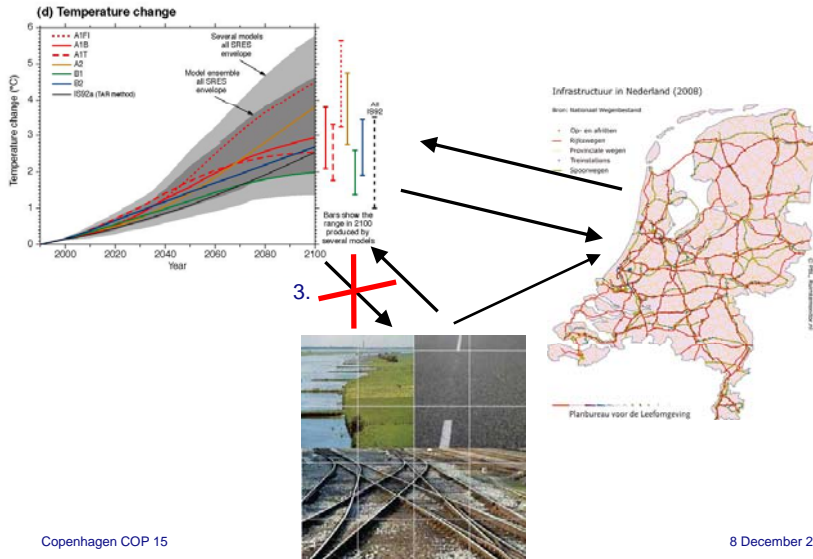 (d) Temperature change
6
5
4
3
2
1
0
Temperature change (°C)
A1FI
A1B
A1T
A2
B1
B2
IS92a (TAR method)
Several models
all SRES
envelope
Model ensemble
all SRES
envelope
All
IS92
2000 2020 2040 2060 2080 2100
Year
Bars show the
range in 2100
produced by
several models
Infrastructuur in Nederland (2008)
Bron: Nationaal Wegenbestand
Op- en afritten
Rijkswegen
Provinciale wegen
Treinstations
Spoorwegen
Planbureau voor de Leefomgeving
3.
Copenhagen COP 15
8 December 2